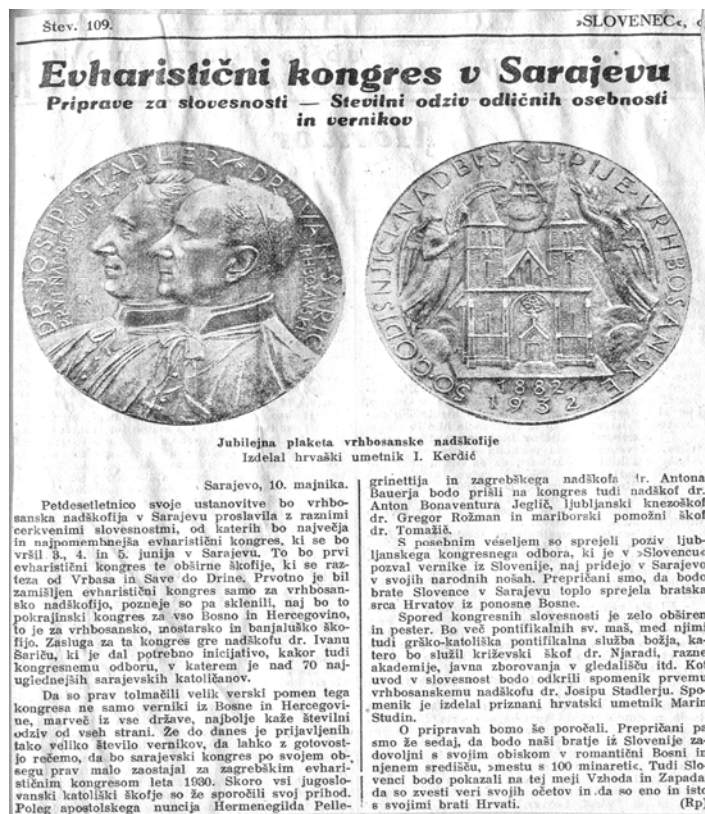 Štev. 109.
»SLOVENEC«,
Evharistični kongres v Sarajevu
Priprave za slovesnosti — Številni odziv odličnih osebnosti
in vernikov
DR JOSIP STADLER
PRVI NADBISKUP VRH
DR IVAN ŠARIĆ
NADB VRHBOSANSKI
SOGODIŠNJICI NADBISKUPIJE VRHBOSANSKE
1882
1932
Jubilejna plaketa vrhbosanske nadškofije
Izdelal hrvaški umetnik I. Kerdić
Sarajevo, 10. majnika.
Petdesetletnico svoje ustanovitve bo vrhbo-
sanska nadškofija v Sarajevu proslavila z raznimi
cerkvenimi slovesnostmi, od katerih bo največja
in najpomembnejša evharistični kongres, ki se bo
vršil 3., 4. in 5. junija v Sarajevu. To bo prvi
evharistični kongres te obširne škofije, ki se raz-
teza od Vrbasa in Save do Drine. Prvotno je bil
zamišljen evharistični kongres samo za vrhbosan-
sko nadškofijo, pozneje so pa sklenili, naj bo to
pokrajinski kongres za vso Bosno in Hercegovino,
to je za vrhbosansko, mostarsko in banjaluško ško-
fijo. Zasluga za ta kongres gre nadškofu dr. Ivanu
Šariću, ki je dal potrebno inicijativo, kakor tudi
kongresnemu odboru, v katerem je nad 70 naj-
uglednejših sarajevskih katoličanov.
Da so prav tolmačili velik verski pomen tega
kongresa ne samo verniki iz Bosne in Hercegovi-
ne, marveč iz vse države, najbolje kaže številni
odziv od vseh strani. Že do danes je prijavljenih
tako veliko število vernikov, da lahko z gotovost-
jo rečemo, da bo sarajevski kongres po svojem ob-
segu prav malo zaostajal za zagrebškim evhari-
stičnim kongresom leta 1930. Skoro vsi jugoslo-
vanski katoliški škofje so že sporočili svoj prihod.
Poleg apostolskega nuncija Hermenegilda Pelle-
grinettija in zagrebškega nadškofa dr. Antona
Bauerja bodo prišli na kongres tudi nadškof dr.
Anton Bonaventura Jeglič, ljubljanski knezoškof
dr. Gregor Rožman in mariborski pomožni škof
dr. Tomažič.
S posebnim veseljem so sprejeli poziv ljub-
ljanskega kongresnega odbora, ki je v »Slovencu«
pozval vernike iz Slovenije, naj pridejo v Sarajevo
v svojih narodnih nošah. Prepričani smo, da bodo
brate Slovence v Sarajevu toplo sprejela bratska
srca Hrvatov iz ponosne Bosne.
Spored kongresnih slovesnosti je zelo obširen
in pester. Bo več pontifikalnih sv. maš, med njimi
tudi grško-katoliška pontifikalna služba božja, ka-
tero bo služil križevski škof dr. Njaradi, razne
akademije, javna zborovanja v gledališču itd. Kot
uvod v slovesnost bodo odkrili spomenik prvemu
vrhbosanskemu nadškofu dr. Josipu Stadlerju. Spo-
menik je izdelal priznani hrvatski umetnik Marin
Studin.
O pripravah bomo še poročali. Prepričani pa
smo že sedaj, da bodo naši bratje iz Slovenije za-
dovoljni s svojim obiskom v romantični Bosni in
njenem središču, »mestu s 100 minareti«. Tudi Slo-
venci bodo pokazali na tej meji Vzhoda in Zapada,
da so zvesti veri svojih očetov in da so eno in isto
s svojimi brati Hrvati.
(Rp)